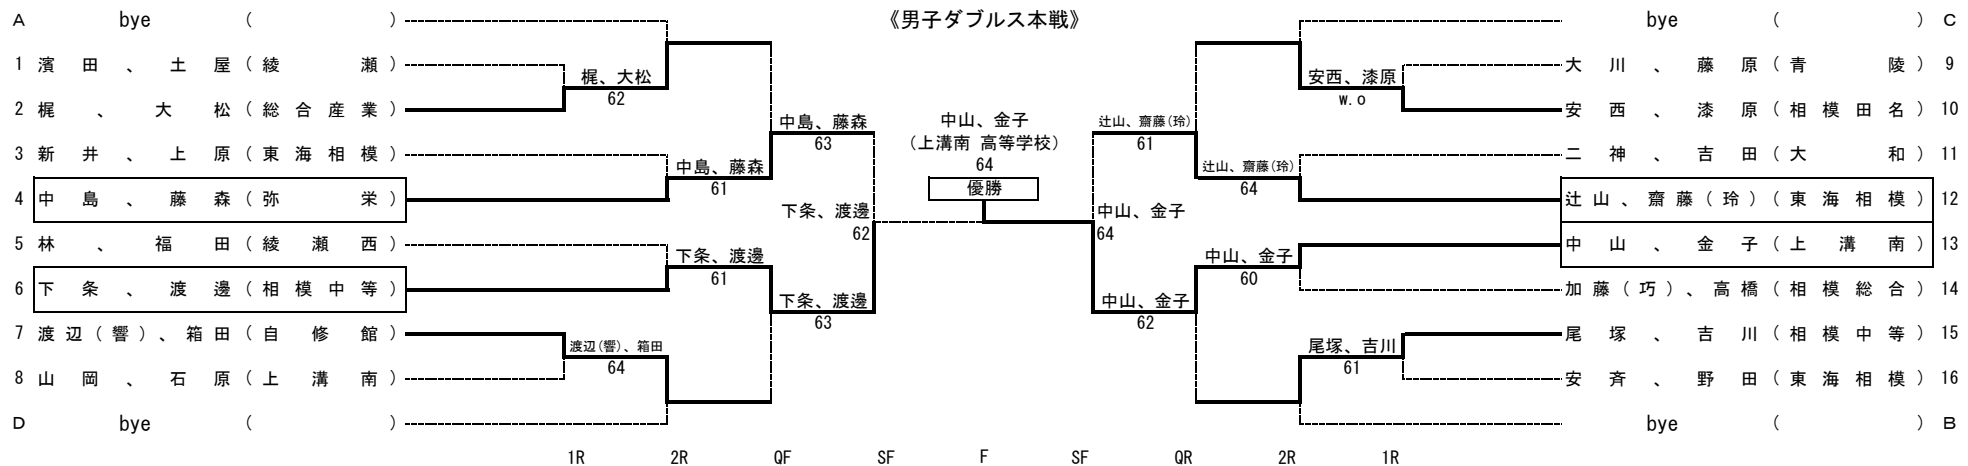 《男子ダブルス本戦》
A bye ( )
1 濱田、土屋(綾瀬)
2 梶、大松(総合産業)
3 新井、上原(東海相模)
4 中島、藤森(弥栄)
5 林、福田(綾瀬西)
6 下条、渡邊(相模中等)
7 渡辺(響)、箱田(自修館)
8 山岡、石原(上溝南)
D bye ( )
梶、大松
62
渡辺(響)、箱田
64
中島、藤森
61
下条、渡邊
61
中島、藤森
63
下条、渡邊
63
下条、渡邊
62
中山、金子
(上溝南 高等学校)
64
優勝
中山、金子
64
辻山、齋藤(玲)
61
中山、金子
62
辻山、齋藤(玲)
64
中山、金子
60
安西、漆原
w.o
尾塚、吉川
61
bye ( ) C
大川、藤原(青陵) 9
安西、漆原(相模田名) 10
二神、吉田(大和) 11
辻山、齋藤(玲)(東海相模) 12
中山、金子(上溝南) 13
加藤(巧)、高橋(相模総合) 14
尾塚、吉川(相模中等) 15
安斉、野田(東海相模) 16
bye ( ) B
1R 2R QF SF F SF QR 2R 1R